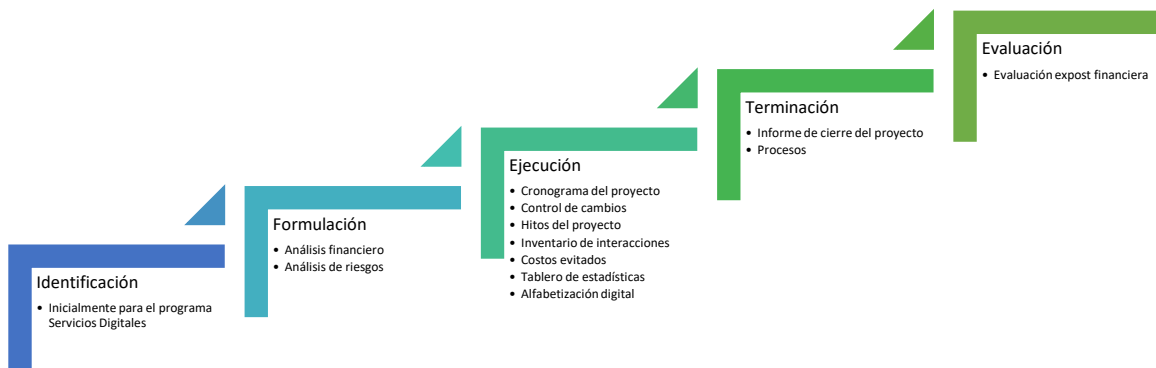 Identificación
• Inicialmente para el programa
Servicios Digitales
Formulación
• Análisis financiero
• Análisis de riesgos
Ejecución
• Cronograma del proyecto
• Control de cambios
• Hitos del proyecto
• Inventario de interacciones
• Costos evitados
• Tablero de estadísticas
• Alfabetización digital
Terminación
• Informe de cierre del proyecto
• Procesos
Evaluación
• Evaluación expost financiera